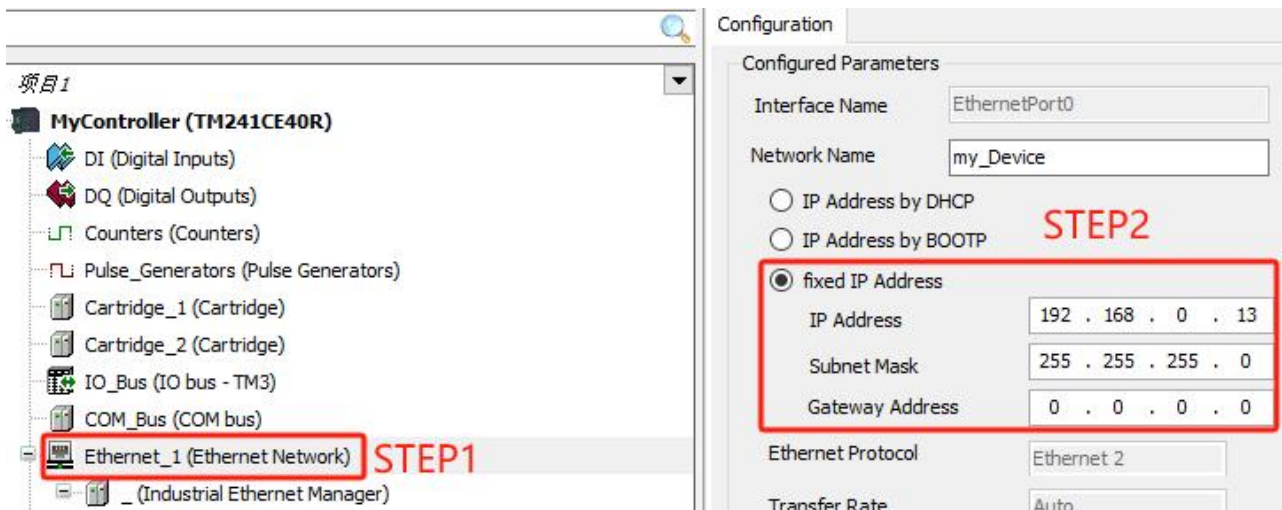 项目1
MyController (TM241CE40R)
DI (Digital Inputs)
DQ (Digital Outputs)
Counters (Counters)
Pulse_Generators (Pulse Generators)
Cartridge_1 (Cartridge)
Cartridge_2 (Cartridge)
IO_Bus (IO bus - TM3)
COM_Bus (COM bus)
Ethernet_1 (Ethernet Network) STEP1
_ (Industrial Ethernet Manager)
Configuration
Configured Parameters
Interface Name EthernetPort0
Network Name my_Device
IP Address by DHCP
STEP2
IP Address by BOOTP
fixed IP Address
IP Address 192 . 168 . 0 . 13
Subnet Mask 255 . 255 . 255 . 0
Gateway Address 0 . 0 . 0 . 0
Ethernet Protocol Ethernet 2
Transfer Rate Auto